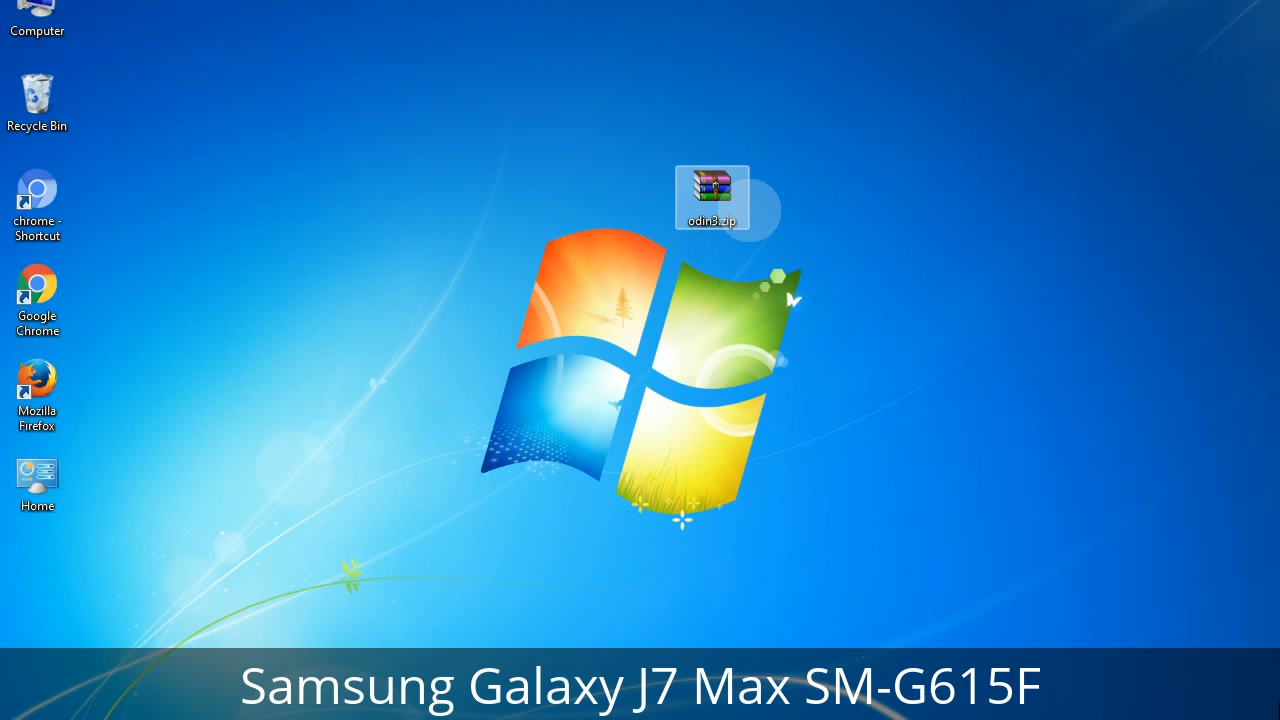 Computer
Recycle Bin
chrome -
Shortcut
Google
Chrome
Mozilla
Firefox
Home
odin3.zip
Samsung Galaxy J7 Max SM-G615F